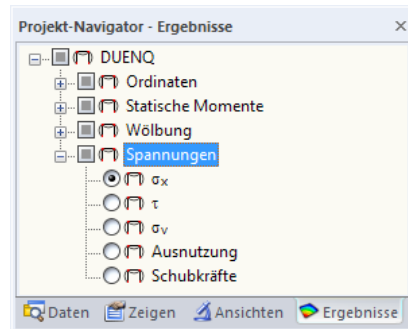 Projekt-Navigator - Ergebnisse
DUENQ
Ordinaten
Statische Momente
Wölbung
Spannungen
σx
τ
σv
Ausnutzung
Schubkräfte
Daten Zeigen Ansichten Ergebnisse